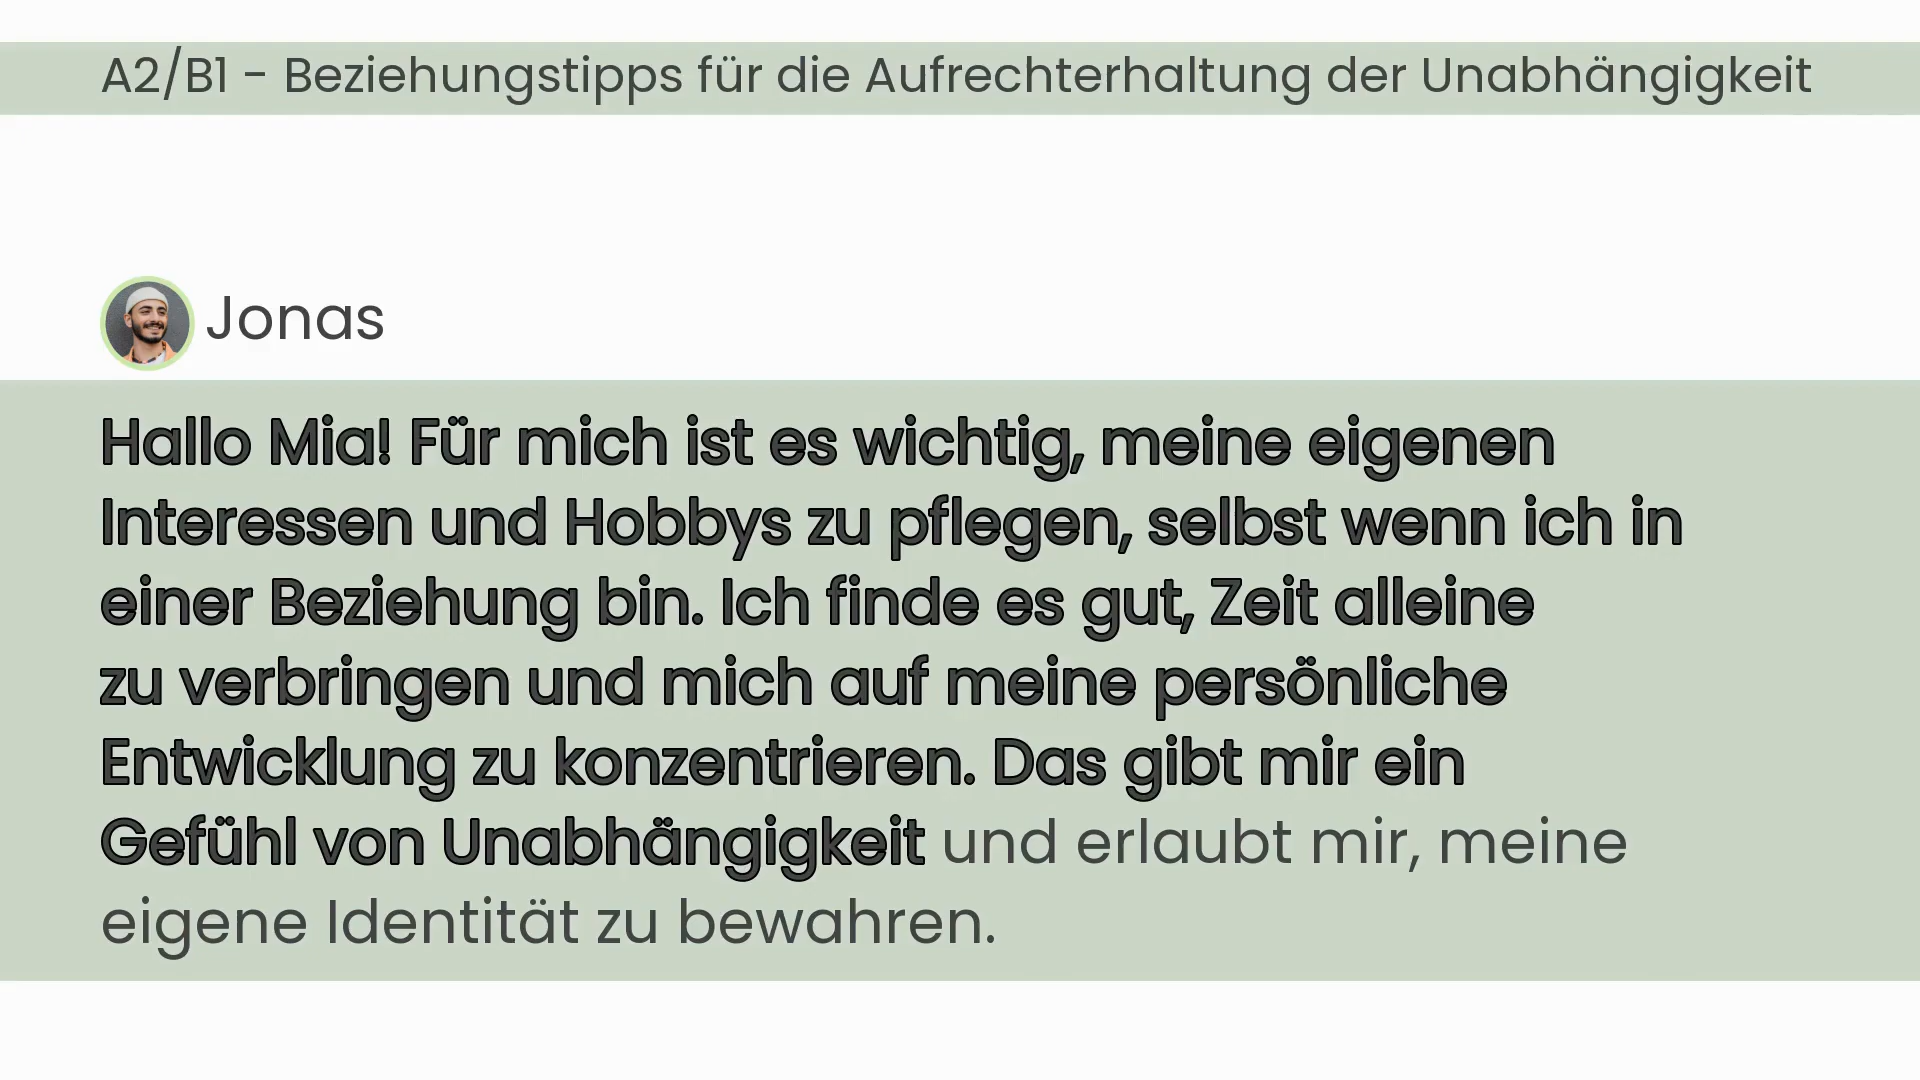 A2/B1 - Beziehungstipps für die Aufrechterhaltung der Unabhängigkeit
Jonas
Hallo Mia! Für mich ist es wichtig, meine eigenen
Interessen und Hobbys zu pflegen, selbst wenn ich in
einer Beziehung bin. Ich finde es gut, Zeit alleine
zu verbringen und mich auf meine persönliche
Entwicklung zu konzentrieren. Das gibt mir ein
Gefühl von Unabhängigkeit und erlaubt mir, meine
eigene Identität zu bewahren.